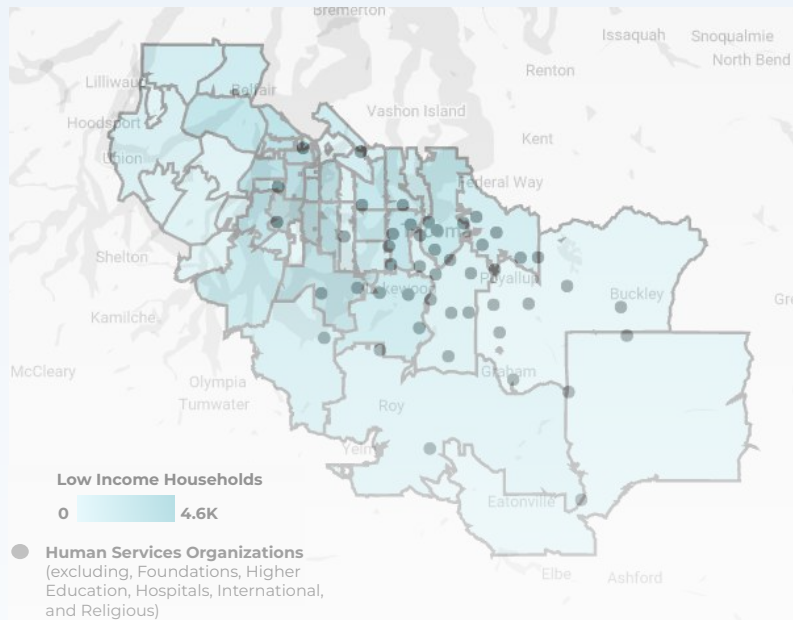 Bremerton
Issaquah
Snoqualmie
North Bend
Renton
Lilliwau
Belfair
Vashon Island
Hoodsport
Kent
Union
Federal Way
Shelton
Puyallup
Lakewood
Buckley
Gre
Kamilche
McCleary
Olympia
Graham
Tumwater
Roy
Yelm
Low Income Households
0
4.6K
Eatonville
Human Services Organizations
(excluding, Foundations, Higher
Education, Hospitals, International,
and Religious)
Elbe
Ashford